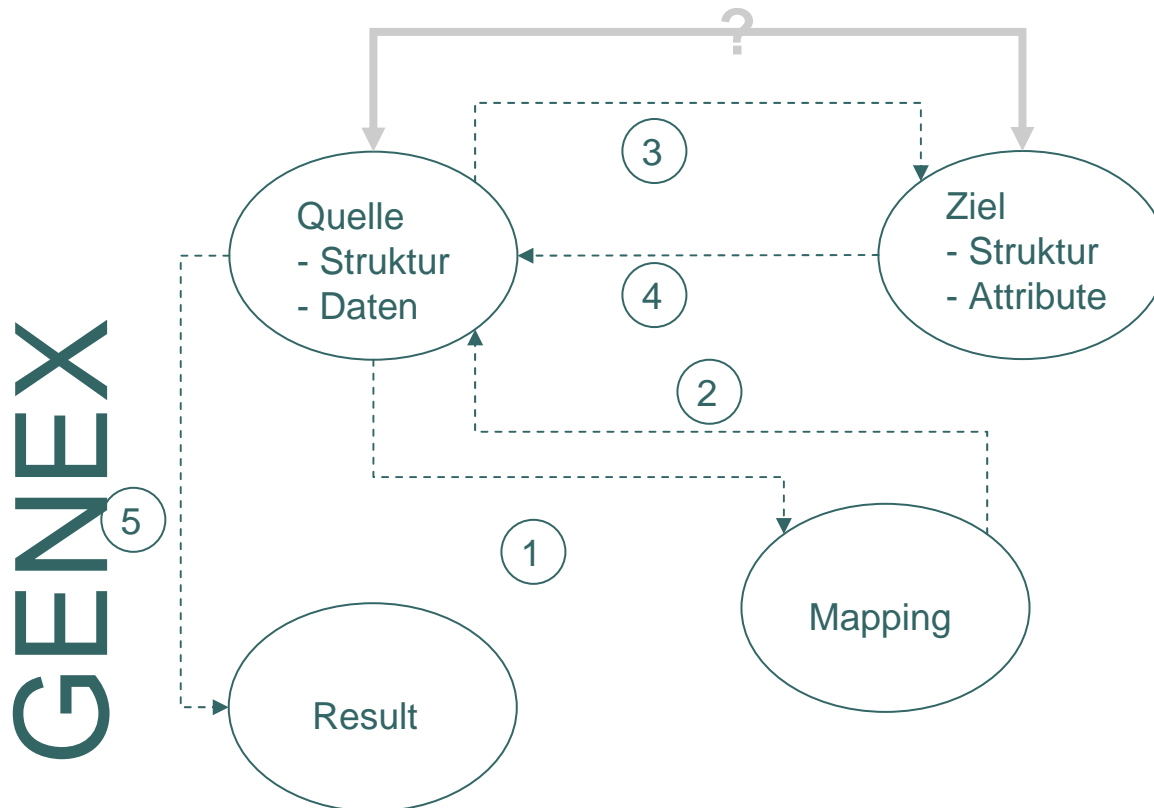 ?
3
Quelle
- Struktur
- Daten
Ziel
- Struktur
- Attribute
4
2
GENEX
5
1
Mapping
Result